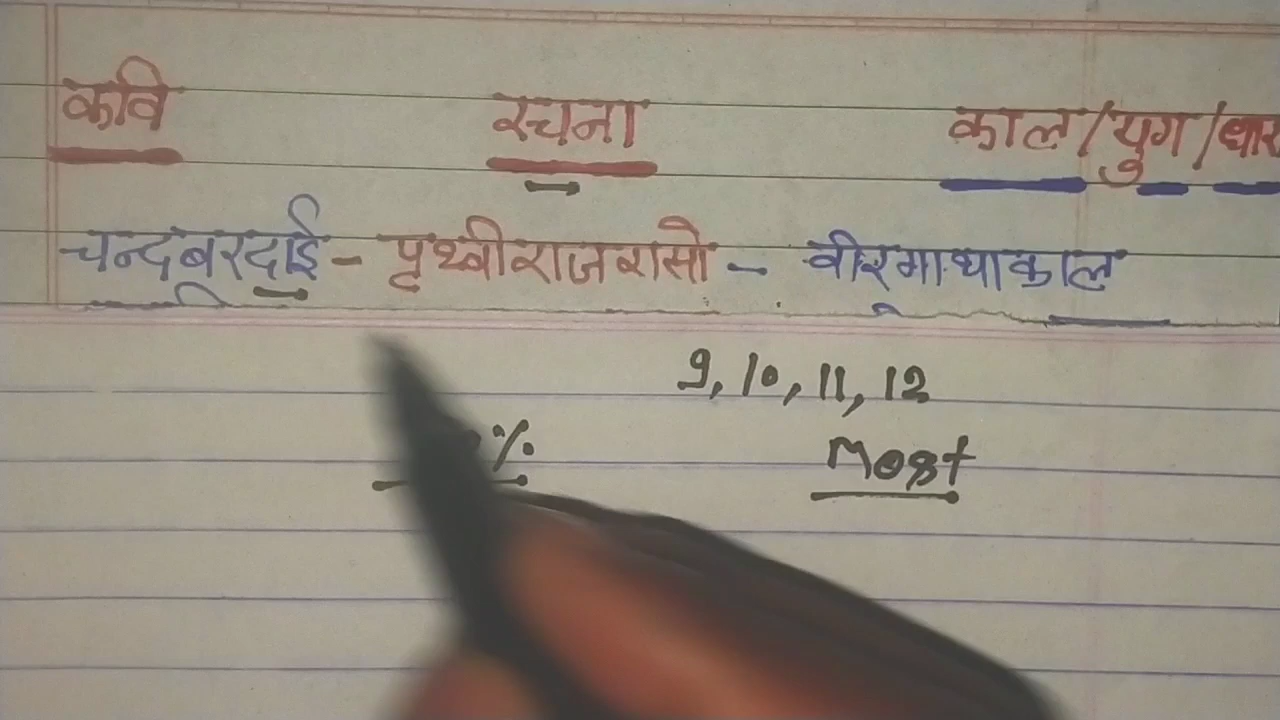 कवि रचना काल/युग/धार
चन्दबरदाई - पृथ्वीराजरासो - वीरगाथाकाल
9, 10, 11, 12
% Most